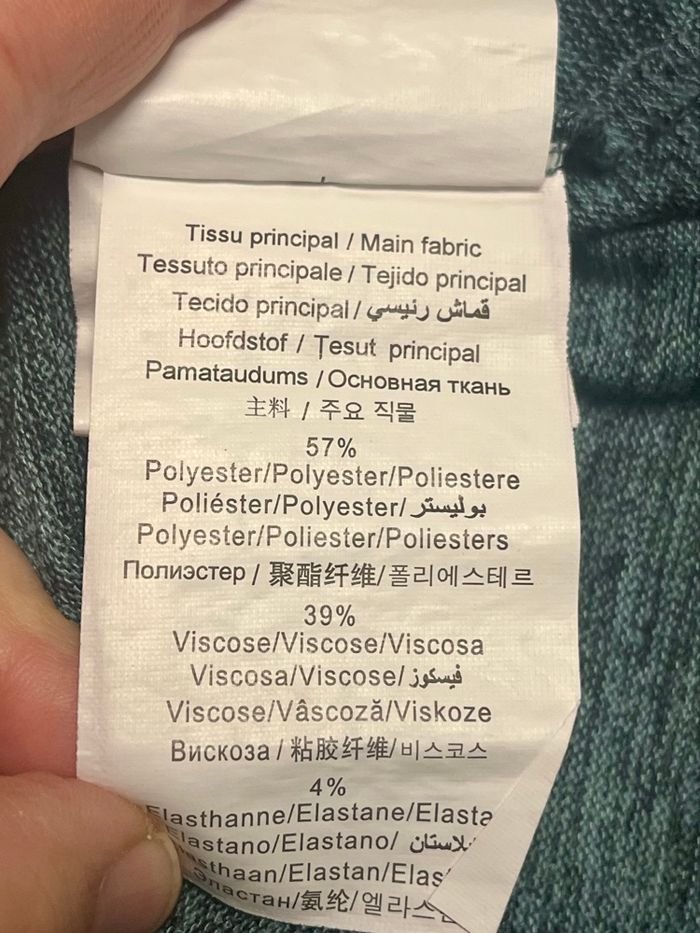 Tissu principal / Main fabric
Tessuto principale / Tejido principal
Tecido principal / قماش رئيسي
Hoofdstof / Țesut principal
Pamataudums / Основная ткань
主料 / 주요 직물
57%
Polyester/Polyester/Poliestere
Poliéster/Polyester/بوليستر
Polyester/Poliester/Poliesters
Полиэстер / 聚酯纤维/폴리에스테르
39%
Viscose/Viscose/Viscosa
Viscosa/Viscose/فيسكوز
Viscose/Vâscoză/Viskoze
Вискоза / 粘胶纤维/비스코스
4%
Elasthanne/Elastane/Elasta
Elastano/Elastano/
Elastan/
Эластан/氨纶/